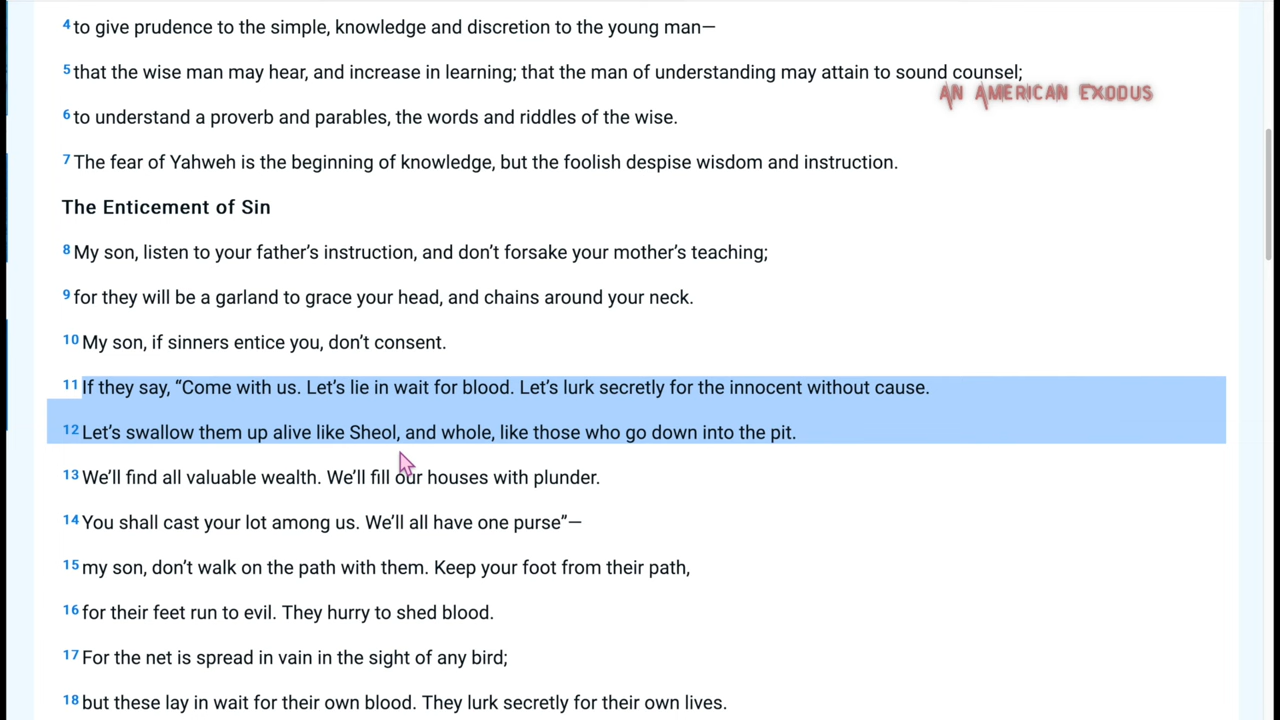 4 to give prudence to the simple, knowledge and discretion to the young man—
5 that the wise man may hear, and increase in learning; that the man of understanding may attain to sound counsel;
AN AMERICAN EXODUS
6 to understand a proverb and parables, the words and riddles of the wise.
7 The fear of Yahweh is the beginning of knowledge, but the foolish despise wisdom and instruction.
The Enticement of Sin
8 My son, listen to your father’s instruction, and don’t forsake your mother’s teaching;
9 for they will be a garland to grace your head, and chains around your neck.
10 My son, if sinners entice you, don’t consent.
11 If they say, “Come with us. Let’s lie in wait for blood. Let’s lurk secretly for the innocent without cause.
12 Let’s swallow them up alive like Sheol, and whole, like those who go down into the pit.
13 We’ll find all valuable wealth. We’ll fill our houses with plunder.
14 You shall cast your lot among us. We’ll all have one purse”—
15 my son, don’t walk on the path with them. Keep your foot from their path,
16 for their feet run to evil. They hurry to shed blood.
17 For the net is spread in vain in the sight of any bird;
18 but these lay in wait for their own blood. They lurk secretly for their own lives.